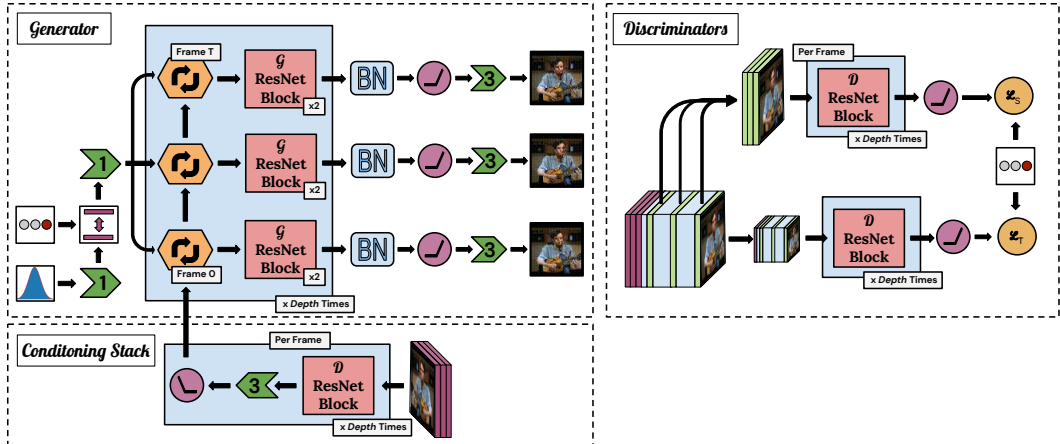 Generator
Frame T
G
ResNet
Block
x2
BN
3
G
ResNet
Block
x2
BN
3
1
G
ResNet
Block
x2
BN
3
Frame 0
1
x Depth Times
Conditoning Stack
Per Frame
D
ResNet
Block
3
x Depth Times
Discriminators
Per Frame
D
ResNet
Block
x Depth Times
ℒS
D
ResNet
Block
x Depth Times
ℒT